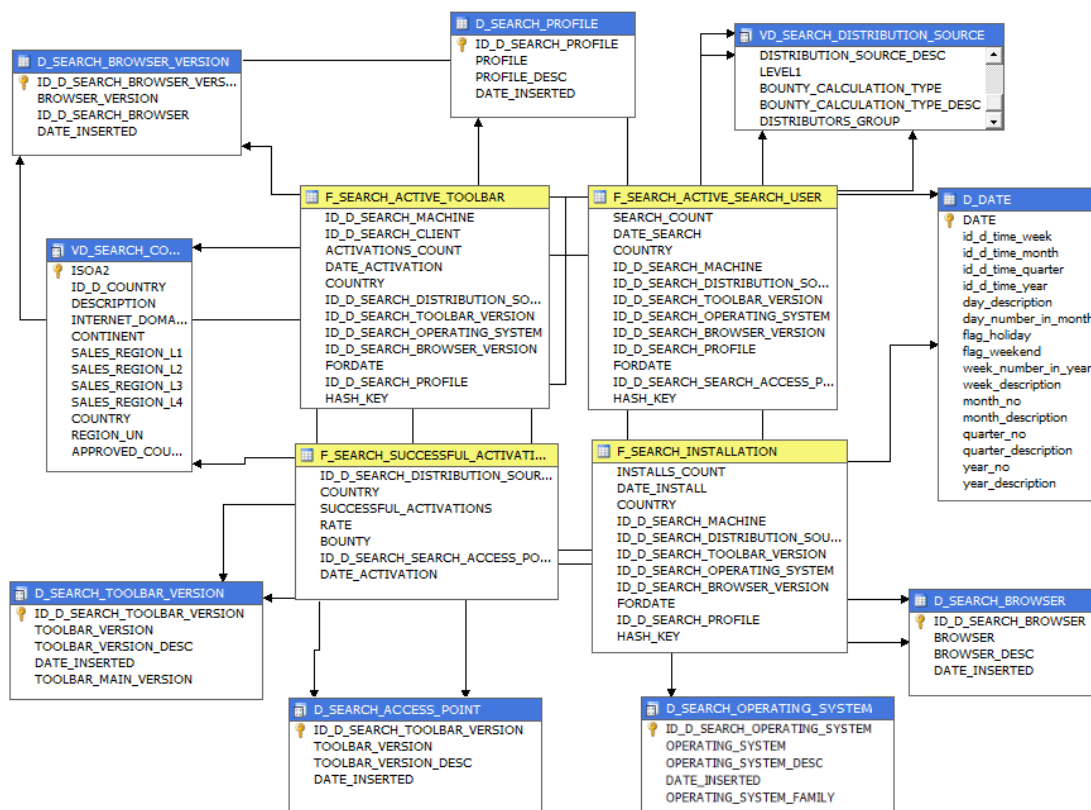 D_SEARCH_PROFILE
ID_D_SEARCH_PROFILE
PROFILE
PROFILE_DESC
DATE_INSERTED
VD_SEARCH_DISTRIBUTION_SOURCE
DISTRIBUTION_SOURCE_DESC
LEVEL1
BOUNTY_CALCULATION_TYPE
BOUNTY_CALCULATION_TYPE_DESC
DISTRIBUTORS_GROUP
D_SEARCH_BROWSER_VERSION
ID_D_SEARCH_BROWSER_VERS...
BROWSER_VERSION
ID_D_SEARCH_BROWSER
DATE_INSERTED
F_SEARCH_ACTIVE_TOOLBAR
ID_D_SEARCH_MACHINE
ID_D_SEARCH_CLIENT
ACTIVATIONS_COUNT
DATE_ACTIVATION
COUNTRY
ID_D_SEARCH_DISTRIBUTION_SO...
ID_D_SEARCH_TOOLBAR_VERSION
ID_D_SEARCH_OPERATING_SYSTEM
ID_D_SEARCH_BROWSER_VERSION
FORDATE
ID_D_SEARCH_PROFILE
HASH_KEY
F_SEARCH_ACTIVE_SEARCH_USER
SEARCH_COUNT
DATE_SEARCH
COUNTRY
ID_D_SEARCH_MACHINE
ID_D_SEARCH_DISTRIBUTION_SO...
ID_D_SEARCH_TOOLBAR_VERSION
ID_D_SEARCH_OPERATING_SYSTEM
ID_D_SEARCH_BROWSER_VERSION
ID_D_SEARCH_PROFILE
FORDATE
ID_D_SEARCH_SEARCH_ACCESS_P...
HASH_KEY
D_DATE
DATE
id_d_time_week
id_d_time_month
id_d_time_quarter
id_d_time_year
day_description
day_number_in_month
flag_holiday
flag_weekend
week_number_in_year
week_description
month_no
month_description
quarter_no
quarter_description
year_no
year_description
VD_SEARCH_CO...
ISOA2
ID_D_COUNTRY
DESCRIPTION
INTERNET_DOMA...
CONTINENT
SALES_REGION_L1
SALES_REGION_L2
SALES_REGION_L3
SALES_REGION_L4
COUNTRY
REGION_UN
APPROVED_COU...
F_SEARCH_SUCCESSFUL_ACTIVATI...
ID_D_SEARCH_DISTRIBUTION_SOUR...
COUNTRY
SUCCESSFUL_ACTIVATIONS
RATE
BOUNTY
ID_D_SEARCH_SEARCH_ACCESS_PO...
DATE_ACTIVATION
F_SEARCH_INSTALLATION
INSTALLS_COUNT
DATE_INSTALL
COUNTRY
ID_D_SEARCH_MACHINE
ID_D_SEARCH_DISTRIBUTION_SOU...
ID_D_SEARCH_TOOLBAR_VERSION
ID_D_SEARCH_OPERATING_SYSTEM
ID_D_SEARCH_BROWSER_VERSION
FORDATE
ID_D_SEARCH_PROFILE
HASH_KEY
D_SEARCH_TOOLBAR_VERSION
ID_D_SEARCH_TOOLBAR_VERSION
TOOLBAR_VERSION
TOOLBAR_VERSION_DESC
DATE_INSERTED
TOOLBAR_MAIN_VERSION
D_SEARCH_BROWSER
ID_D_SEARCH_BROWSER
BROWSER
BROWSER_DESC
DATE_INSERTED
D_SEARCH_ACCESS_POINT
ID_D_SEARCH_TOOLBAR_VERSION
TOOLBAR_VERSION
TOOLBAR_VERSION_DESC
DATE_INSERTED
D_SEARCH_OPERATING_SYSTEM
ID_D_SEARCH_OPERATING_SYSTEM
OPERATING_SYSTEM
OPERATING_SYSTEM_DESC
DATE_INSERTED
OPERATING_SYSTEM_FAMILY